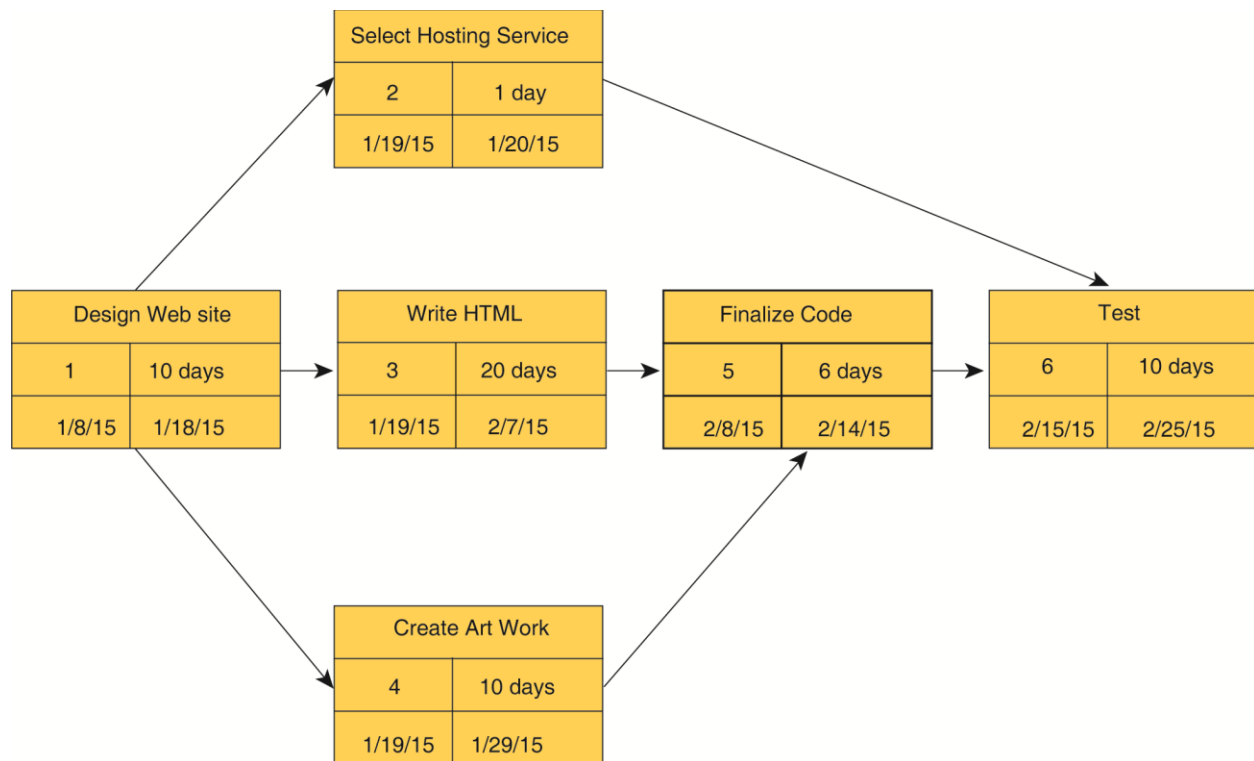 Select Hosting Service
2 1 day
1/19/15 1/20/15
Design Web site
1 10 days
1/8/15 1/18/15
Write HTML
3 20 days
1/19/15 2/7/15
Finalize Code
5 6 days
2/8/15 2/14/15
Test
6 10 days
2/15/15 2/25/15
Create Art Work
4 10 days
1/19/15 1/29/15